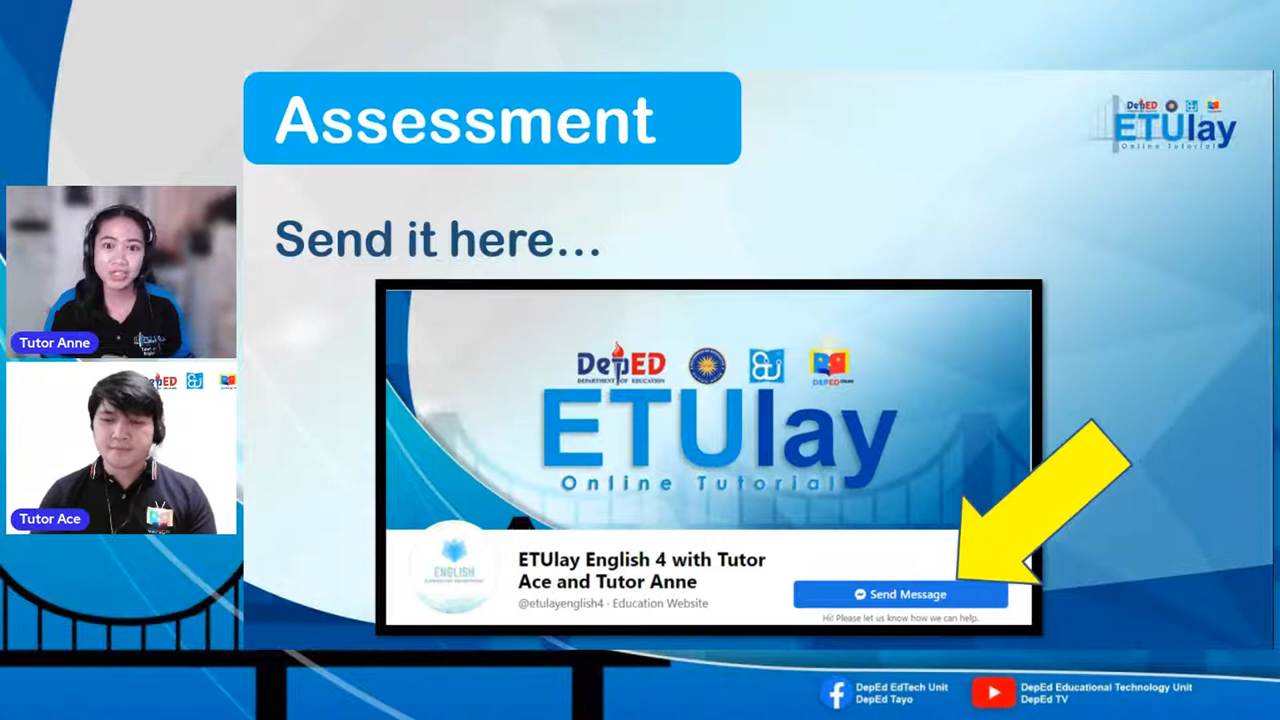 Assessment
DepED
ETUlay
Online Tutorial
Send it here...
Tutor Anne
Tutor Ace
DepED
DEPARTMENT OF EDUCATION
DEPED ONLINE
ETUlay
Online Tutorial
ENGLISH
ETUlay English 4 with Tutor
Ace and Tutor Anne
@etulayenglish4 · Education Website
Send Message
Hi! Please let us know how we can help.
DepEd EdTech Unit
DepEd Tayo
DepEd Educational Technology Unit
DepEd TV